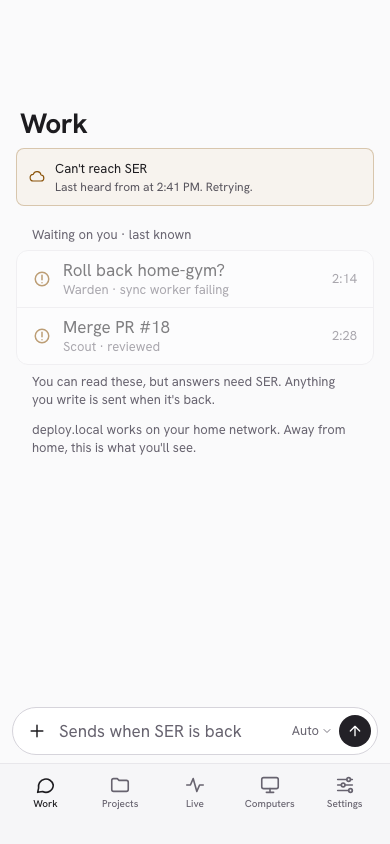 Work
Can't reach SER
Last heard from at 2:41 PM. Retrying.
Waiting on you · last known
Roll back home-gym?
Warden · sync worker failing
2:14
Merge PR #18
Scout · reviewed
2:28
You can read these, but answers need SER. Anything
you write is sent when it's back.
deploy.local works on your home network. Away from
home, this is what you'll see.
Sends when SER is back
Auto
Work
Projects
Live
Computers
Settings